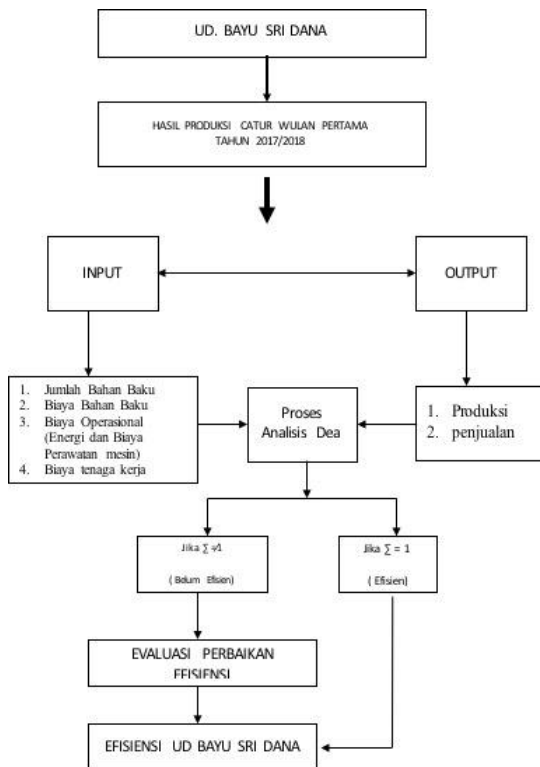 UD. BAYU SRI DANA
HASIL PRODUKSI CATUR WULAN PERTAMA
TAHUN 2017/2018
INPUT
OUTPUT
1. Jumlah Bahan Baku
2. Biaya Bahan Baku
3. Biaya Operasional
(Energi dan Biaya
Perawatan mesin)
4. Biaya tenaga kerja
Proses
Analisis Dea
1. Produksi
2. penjualan
Jika ∑ ≠1
( Belum Efisien)
Jika ∑ = 1
( Efisien)
EVALUASI PERBAIKAN
EFISIENSI
EFISIENSI UD BAYU SRI DANA